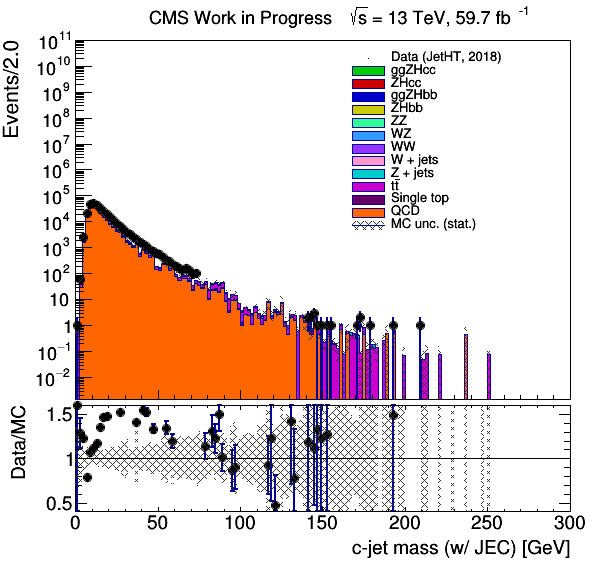 CMS Work in Progress √s = 13 TeV, 59.7 fb⁻¹
Events/2.0
10¹¹
10¹⁰
10⁹
10⁸
10⁷
10⁶
10⁵
10⁴
10³
10²
10
1
10⁻¹
10⁻²
Data (JetHT, 2018)
ggZHcc
ZHcc
ggZHbb
ZHbb
ZZ
WZ
WW
W + jets
Z + jets
tt̄
Single top
QCD
MC unc. (stat.)
Data/MC
1.5
1
0.5
0 50 100 150 200 250 300
c-jet mass (w/ JEC) [GeV]